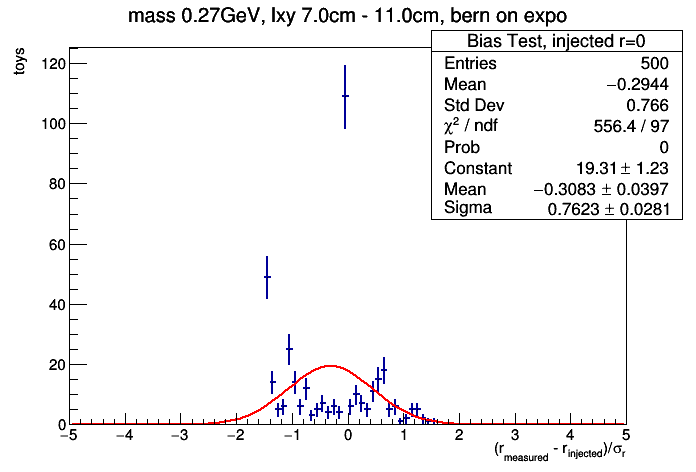 mass 0.27GeV, lxy 7.0cm - 11.0cm, bern on expo
Bias Test, injected r=0
Entries 500
Mean −0.2944
Std Dev 0.766
χ² / ndf 556.4 / 97
Prob 0
Constant 19.31 ± 1.23
Mean −0.3083 ± 0.0397
Sigma 0.7623 ± 0.0281
toys
120
100
80
60
40
20
0
−5 −4 −3 −2 −1 0 1 2 3 4 5
(r_measured - r_injected)/σ_r